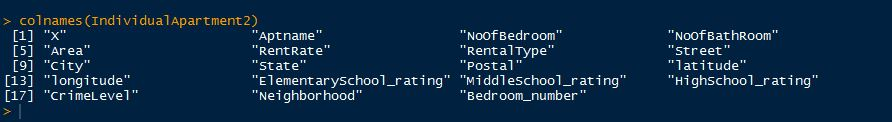 > colnames(IndividualApartment2)
[1] "X" "Aptname" "NoOfBedroom" "NoOfBathRoom"
[5] "Area" "RentRate" "RentalType" "Street"
[9] "City" "State" "Postal" "latitude"
[13] "longitude" "ElementarySchool_rating" "MiddleSchool_rating" "HighSchool_rating"
[17] "CrimeLevel" "Neighborhood" "Bedroom_number"
>